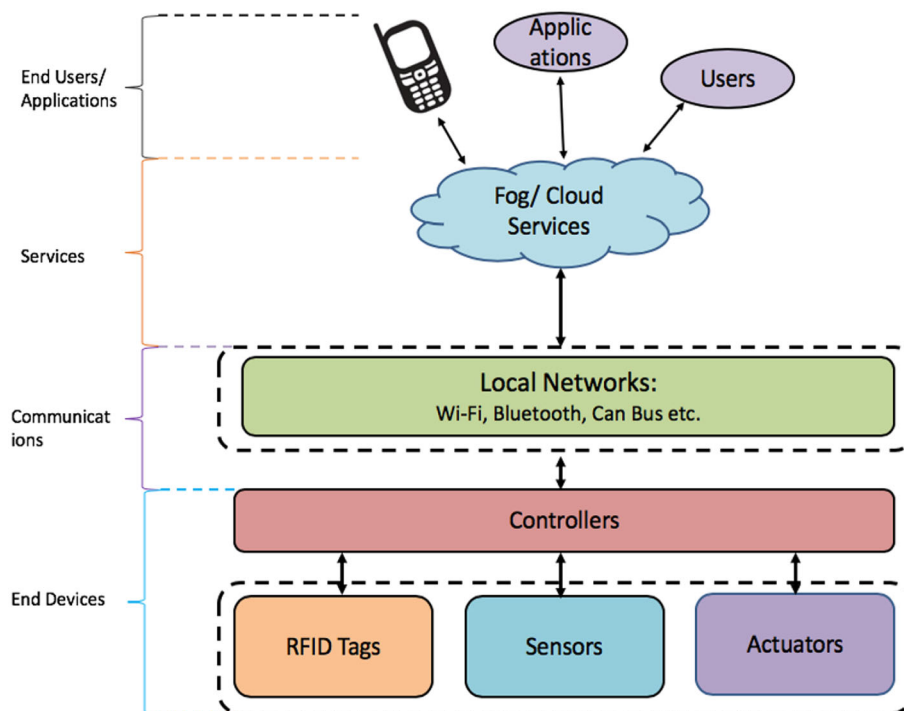 Applic
ations
End Users/
Applications
Users
Fog/ Cloud
Services
Services
Local Networks:
Wi-Fi, Bluetooth, Can Bus etc.
Communicat
ions
Controllers
End Devices
RFID Tags
Sensors
Actuators